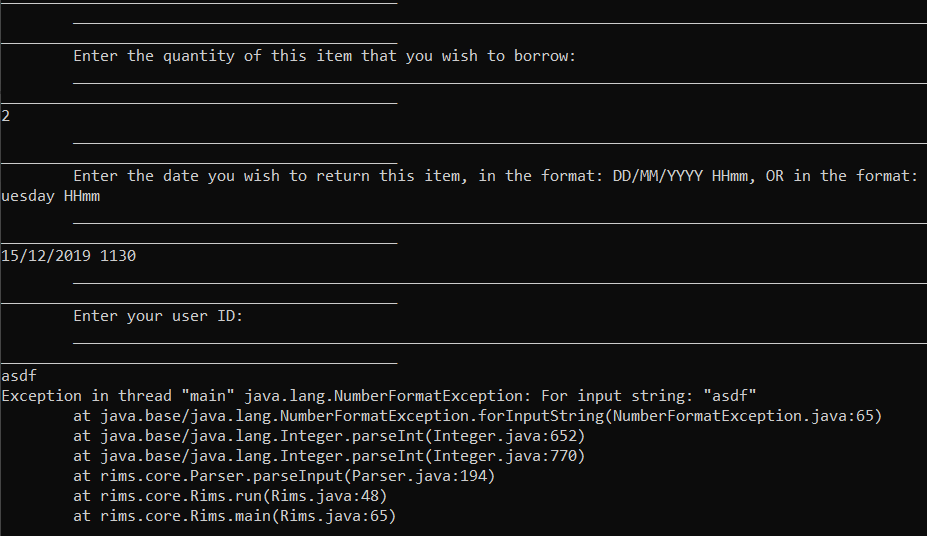 Enter the quantity of this item that you wish to borrow:
2
Enter the date you wish to return this item, in the format: DD/MM/YYYY HHmm, OR in the format:
uesday HHmm
15/12/2019 1130
Enter your user ID:
asdf
Exception in thread "main" java.lang.NumberFormatException: For input string: "asdf"
at java.base/java.lang.NumberFormatException.forInputString(NumberFormatException.java:65)
at java.base/java.lang.Integer.parseInt(Integer.java:652)
at java.base/java.lang.Integer.parseInt(Integer.java:770)
at rims.core.Parser.parseInput(Parser.java:194)
at rims.core.Rims.run(Rims.java:48)
at rims.core.Rims.main(Rims.java:65)